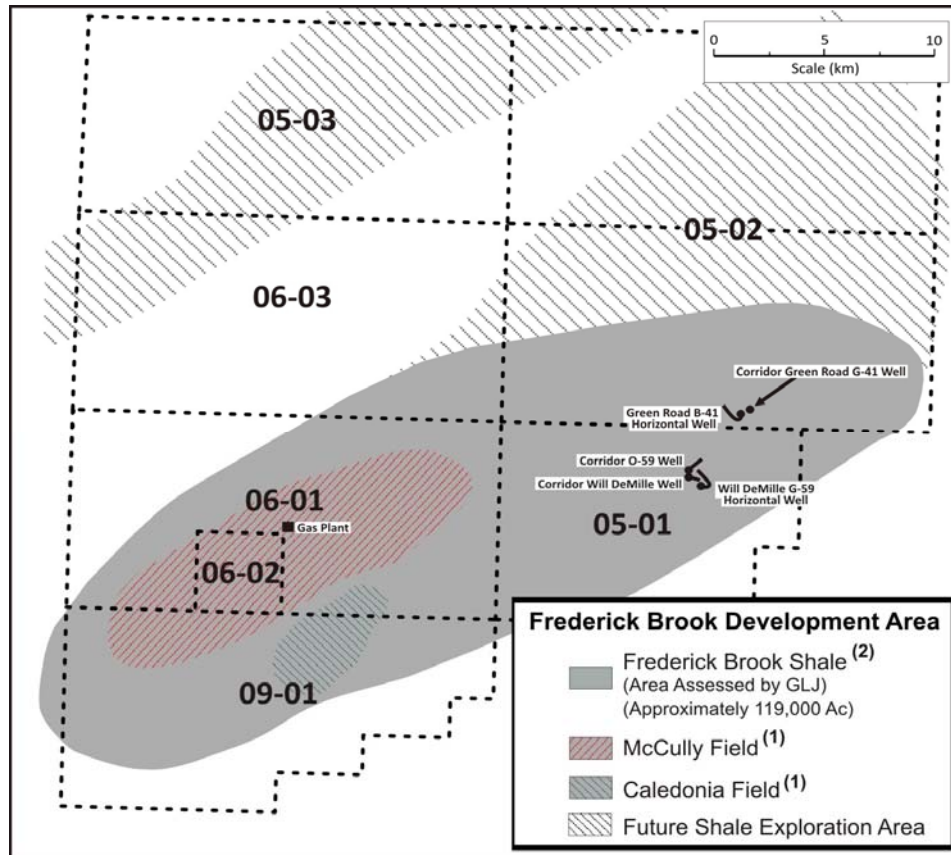 0 5 10
Scale (km)
05-03
05-02
06-03
Corridor Green Road G-41 Well
Green Road B-41
Horizontal Well
Corridor O-59 Well
Corridor Will DeMille Well
Will DeMille G-59
Horizontal Well
06-01
Gas Plant
05-01
06-02
09-01
Frederick Brook Development Area
Frederick Brook Shale (2)
(Area Assessed by GLJ)
(Approximately 119,000 Ac)
McCully Field (1)
Caledonia Field (1)
Future Shale Exploration Area